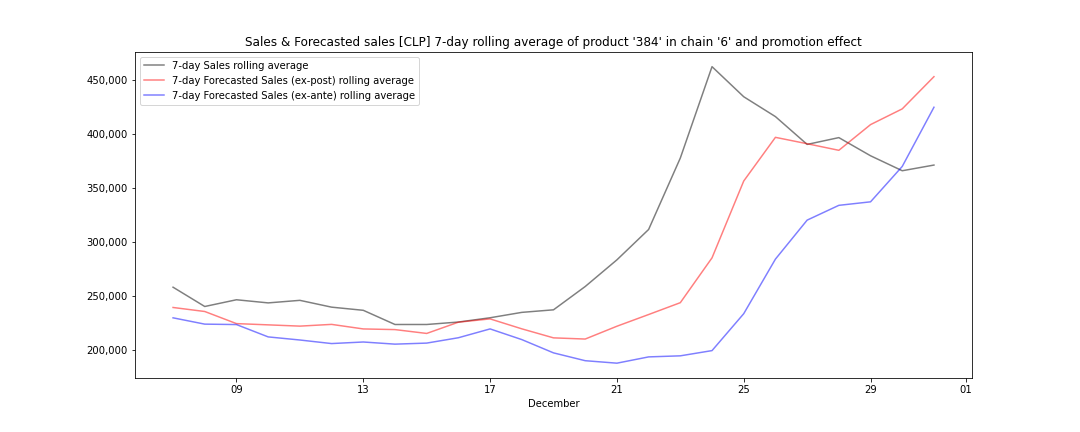 Sales & Forecasted sales [CLP] 7-day rolling average of product '384' in chain '6' and promotion effect
7-day Sales rolling average
7-day Forecasted Sales (ex-post) rolling average
7-day Forecasted Sales (ex-ante) rolling average
450,000
400,000
350,000
300,000
250,000
200,000
09 13 17 21 25 29 01
December